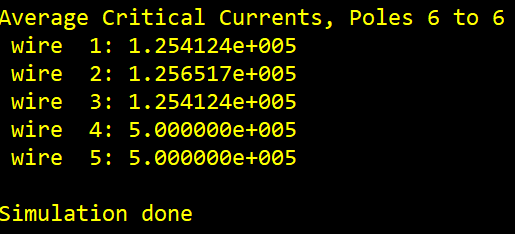 Average Critical Currents, Poles 6 to 6
wire  1: 1.254124e+005
wire  2: 1.256517e+005
wire  3: 1.254124e+005
wire  4: 5.000000e+005
wire  5: 5.000000e+005
Simulation done